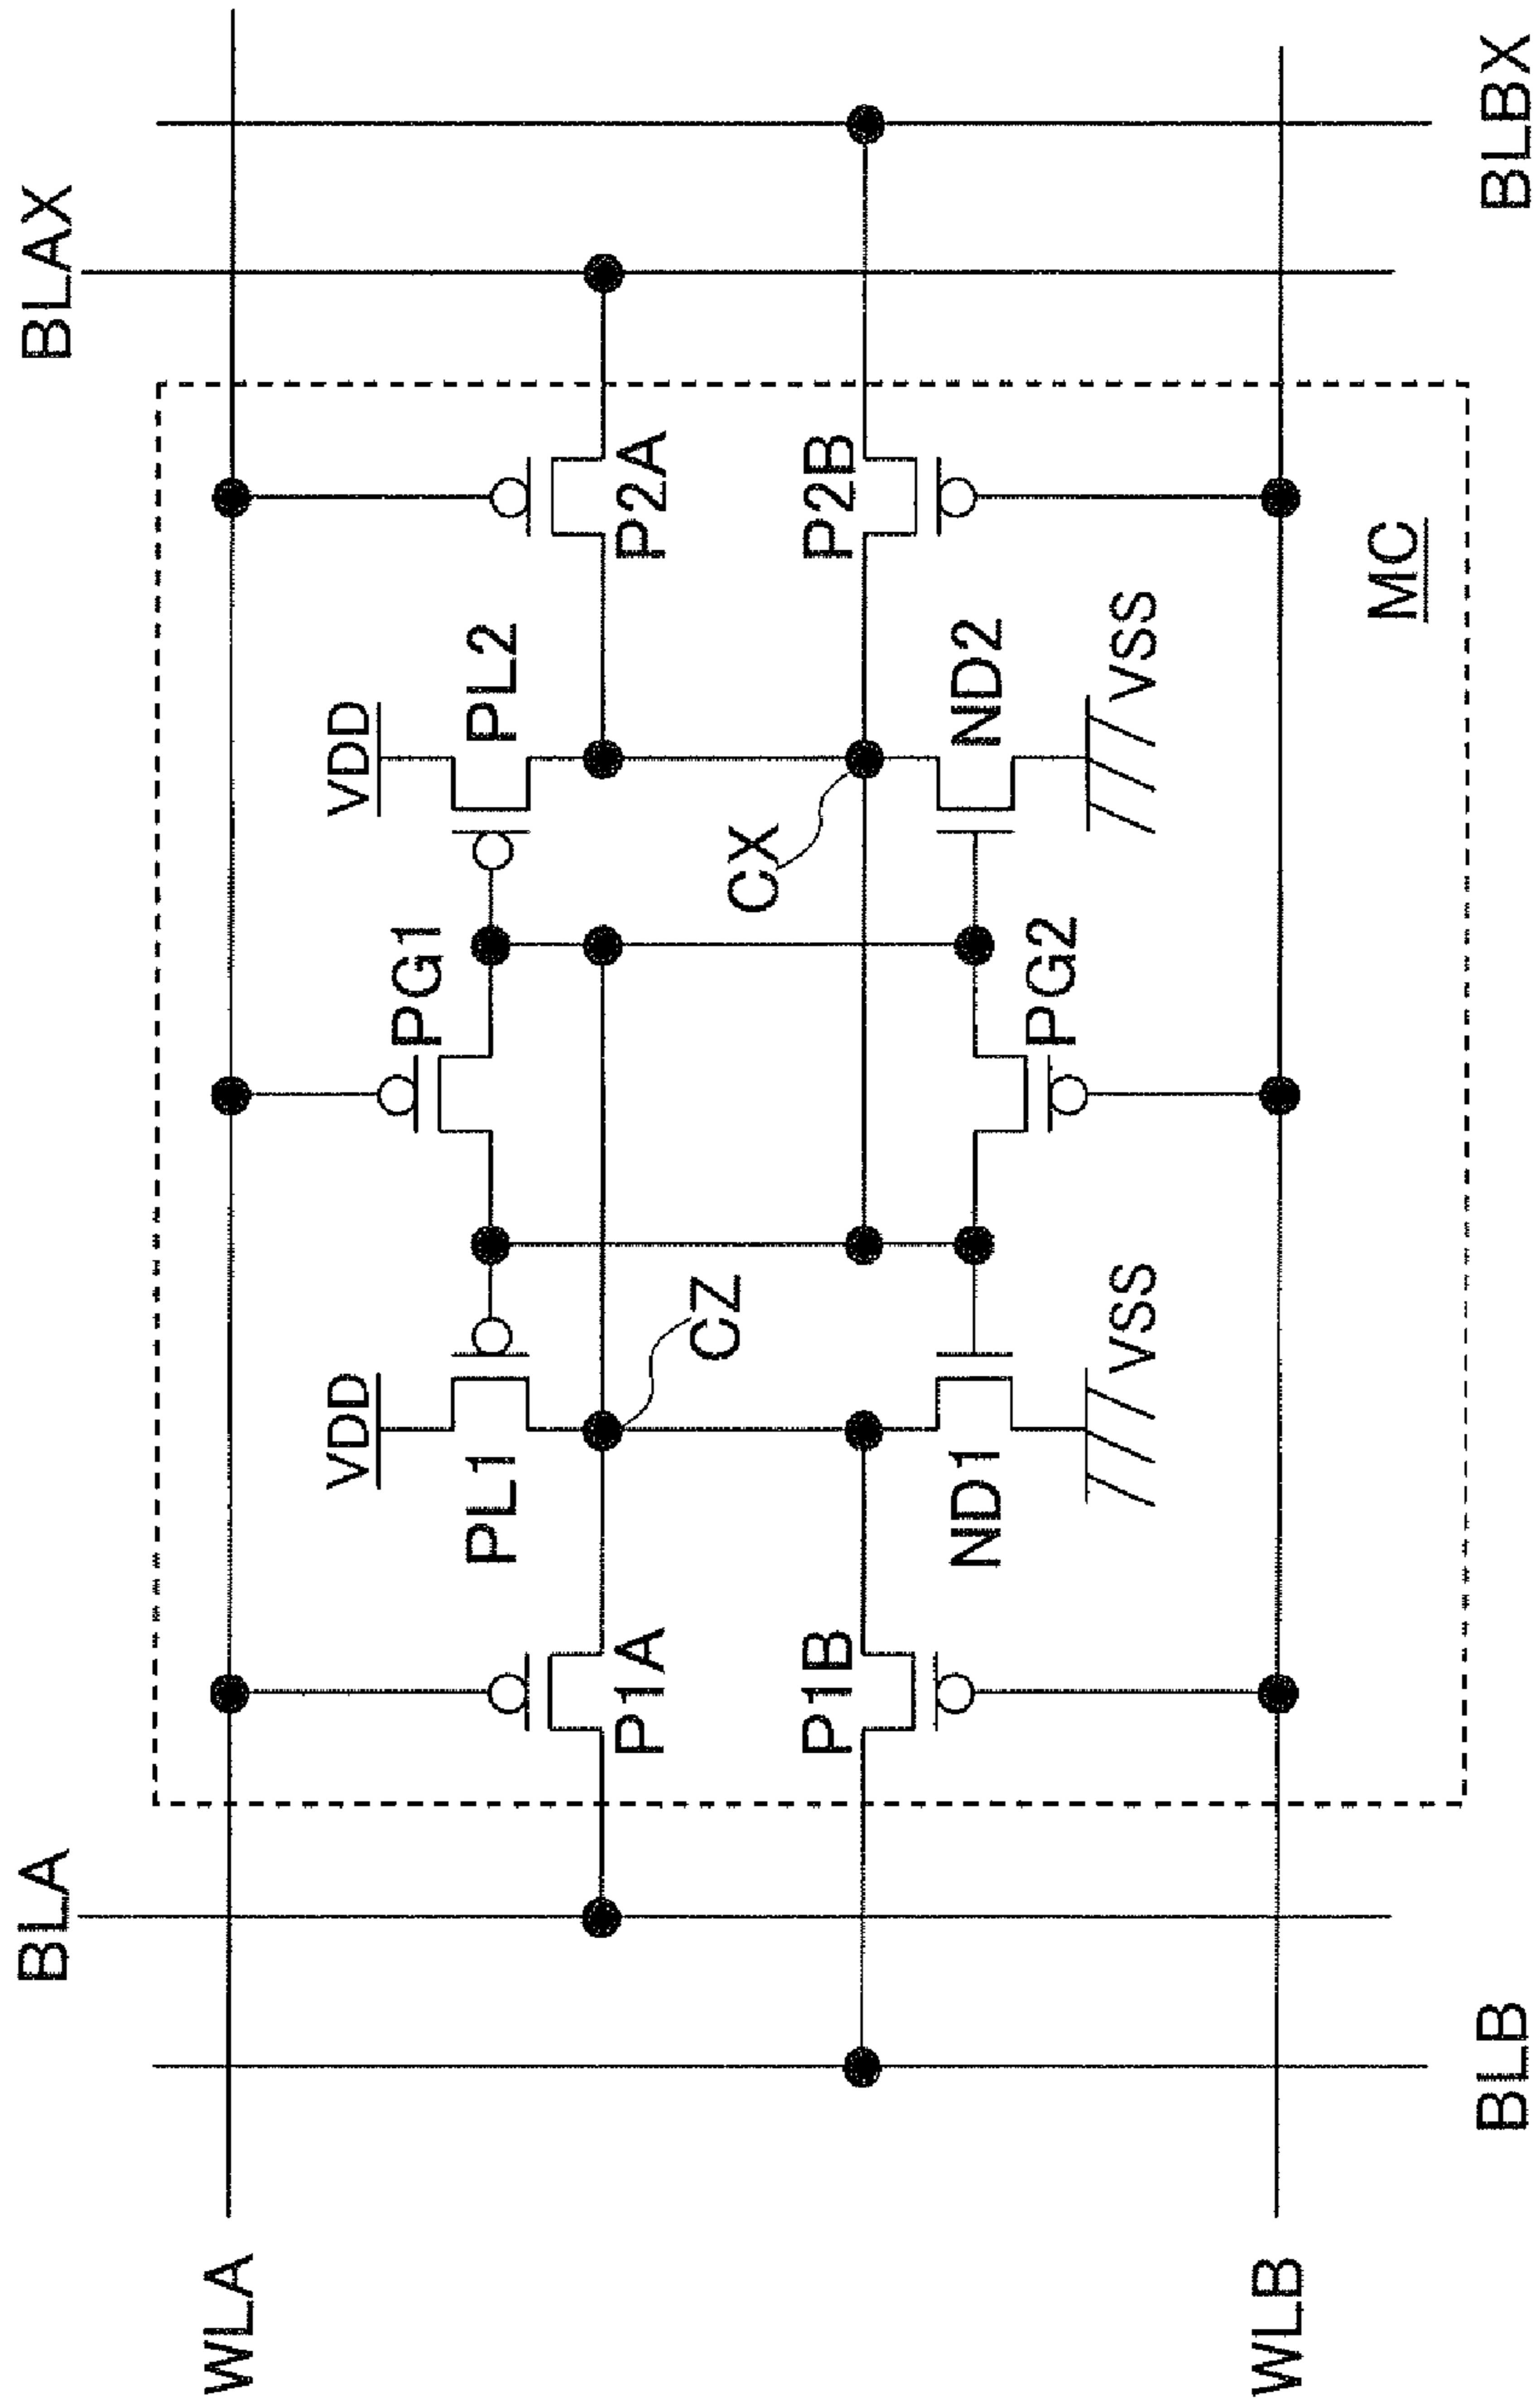 BLA
BLAX
WLA
VDD
VDD
PG1
PL1
PL2
P1A
P2A
CZ
CX
P1B
P2B
ND1
ND2
PG2
VSS
VSS
MC
WLB
BLB
BLBX